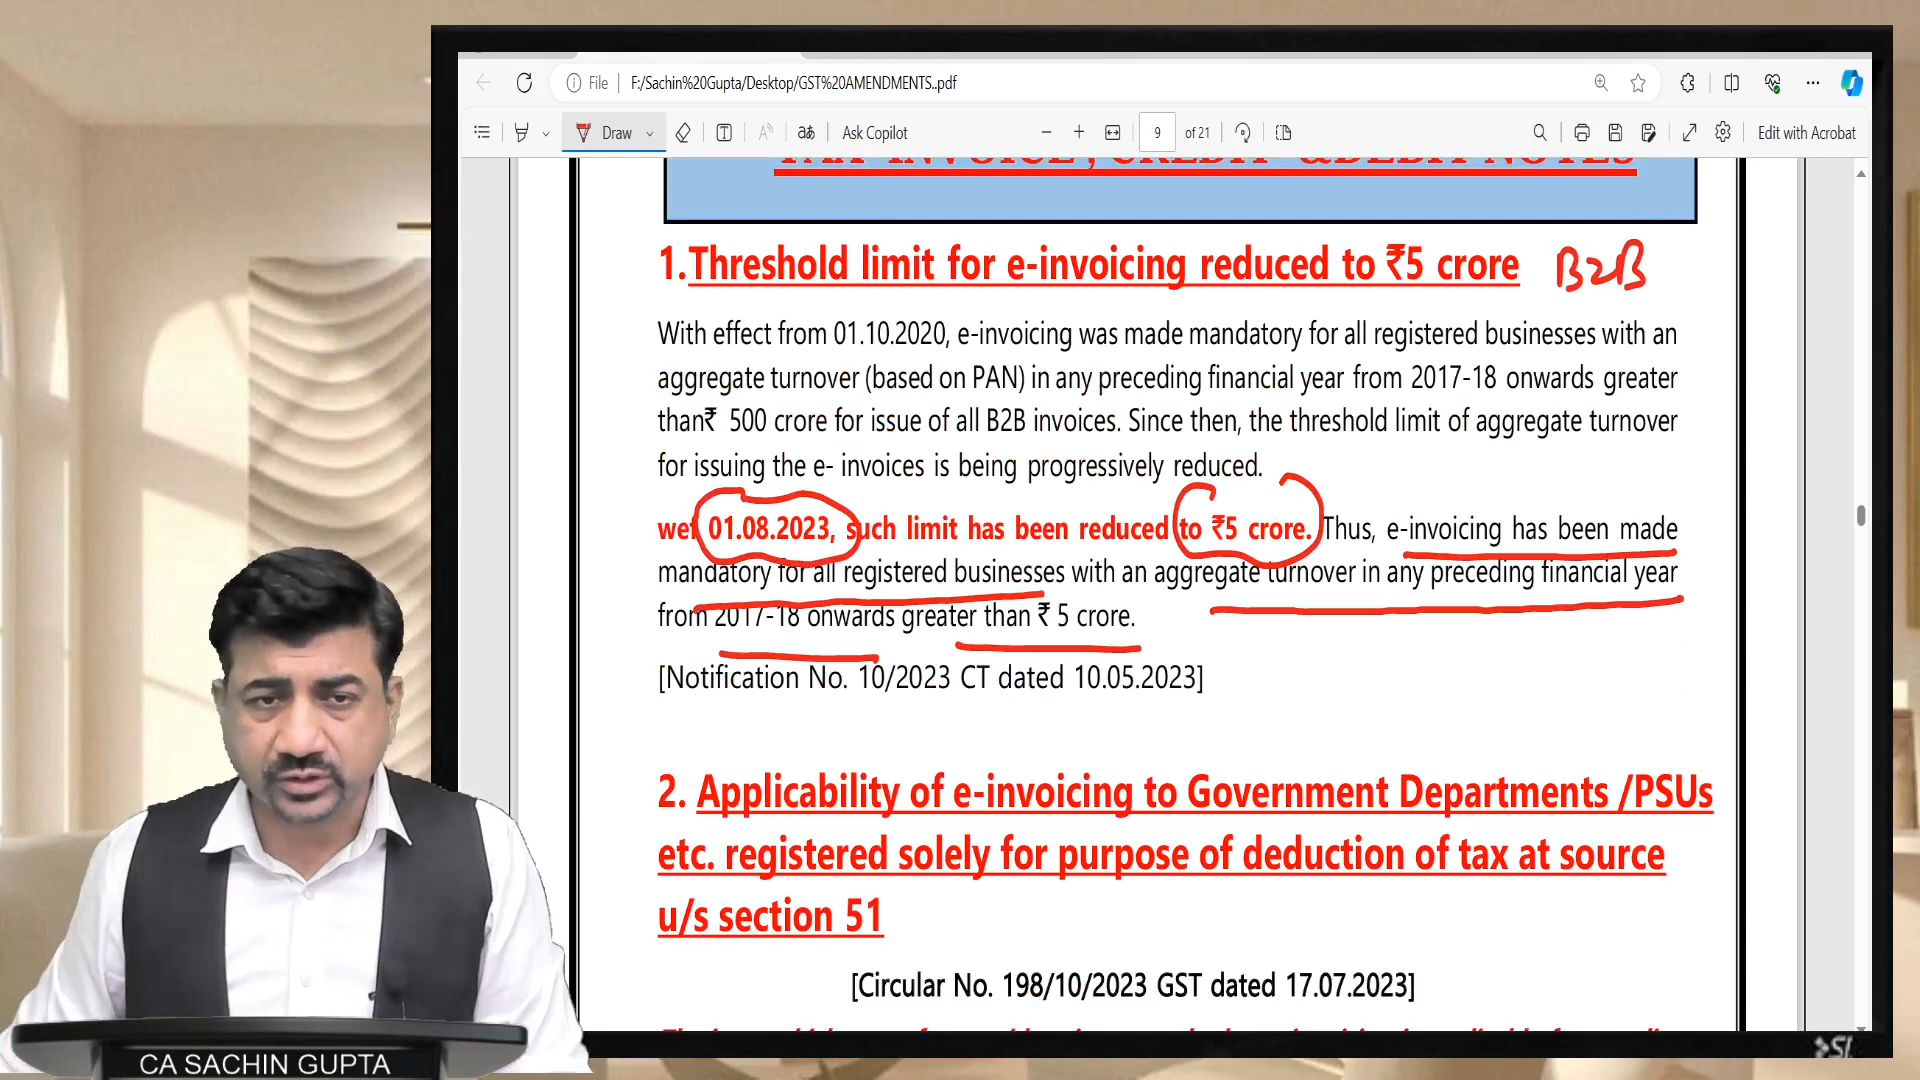 File F:/Sachin%20Gupta/Desktop/GST%20AMENDMENTS..pdf
Draw Ask Copilot 9 of 21 Edit with Acrobat
TAX INVOICE, CREDIT &DEBIT NOTES
1.Threshold limit for e-invoicing reduced to ₹5 crore B2B
With effect from 01.10.2020, e-invoicing was made mandatory for all registered businesses with an
aggregate turnover (based on PAN) in any preceding financial year from 2017-18 onwards greater
than₹ 500 crore for issue of all B2B invoices. Since then, the threshold limit of aggregate turnover
for issuing the e- invoices is being progressively reduced.
wef 01.08.2023, such limit has been reduced to ₹5 crore. Thus, e-invoicing has been made
mandatory for all registered businesses with an aggregate turnover in any preceding financial year
from 2017-18 onwards greater than ₹ 5 crore.
[Notification No. 10/2023 CT dated 10.05.2023]
2. Applicability of e-invoicing to Government Departments /PSUs
etc. registered solely for purpose of deduction of tax at source
u/s section 51
[Circular No. 198/10/2023 GST dated 17.07.2023]
CA SACHIN GUPTA